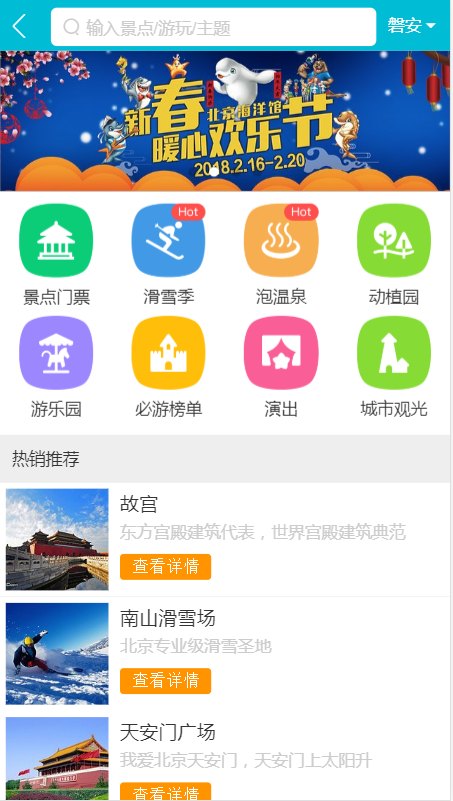 输入景点/游玩/主题
磐安
新春
北京海洋馆
暖心欢乐节
2018.2.16-2.20
Hot
Hot
景点门票
滑雪季
泡温泉
动植园
游乐园
必游榜单
演出
城市观光
热销推荐
故宫
东方宫殿建筑代表，世界宫殿建筑典范
查看详情
南山滑雪场
北京专业级滑雪圣地
查看详情
天安门广场
我爱北京天安门，天安门上太阳升
查看详情